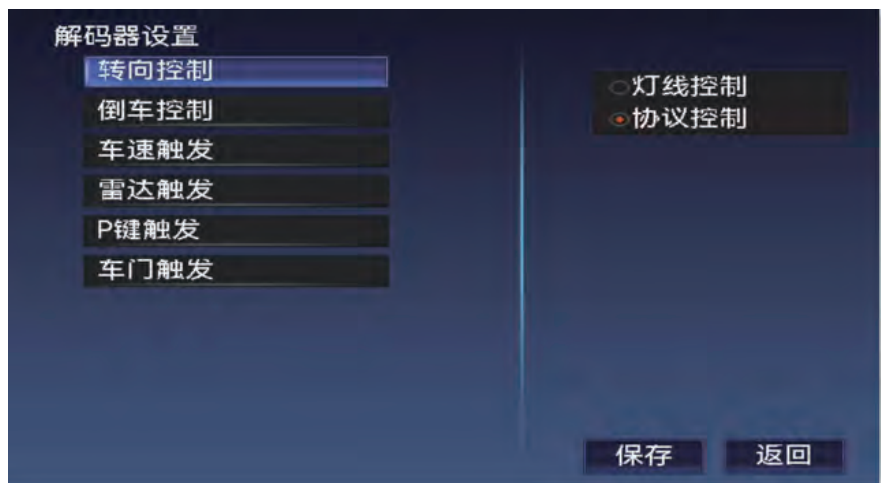 解码器设置
转向控制
倒车控制
车速触发
雷达触发
P键触发
车门触发
灯线控制
协议控制
保存
返回